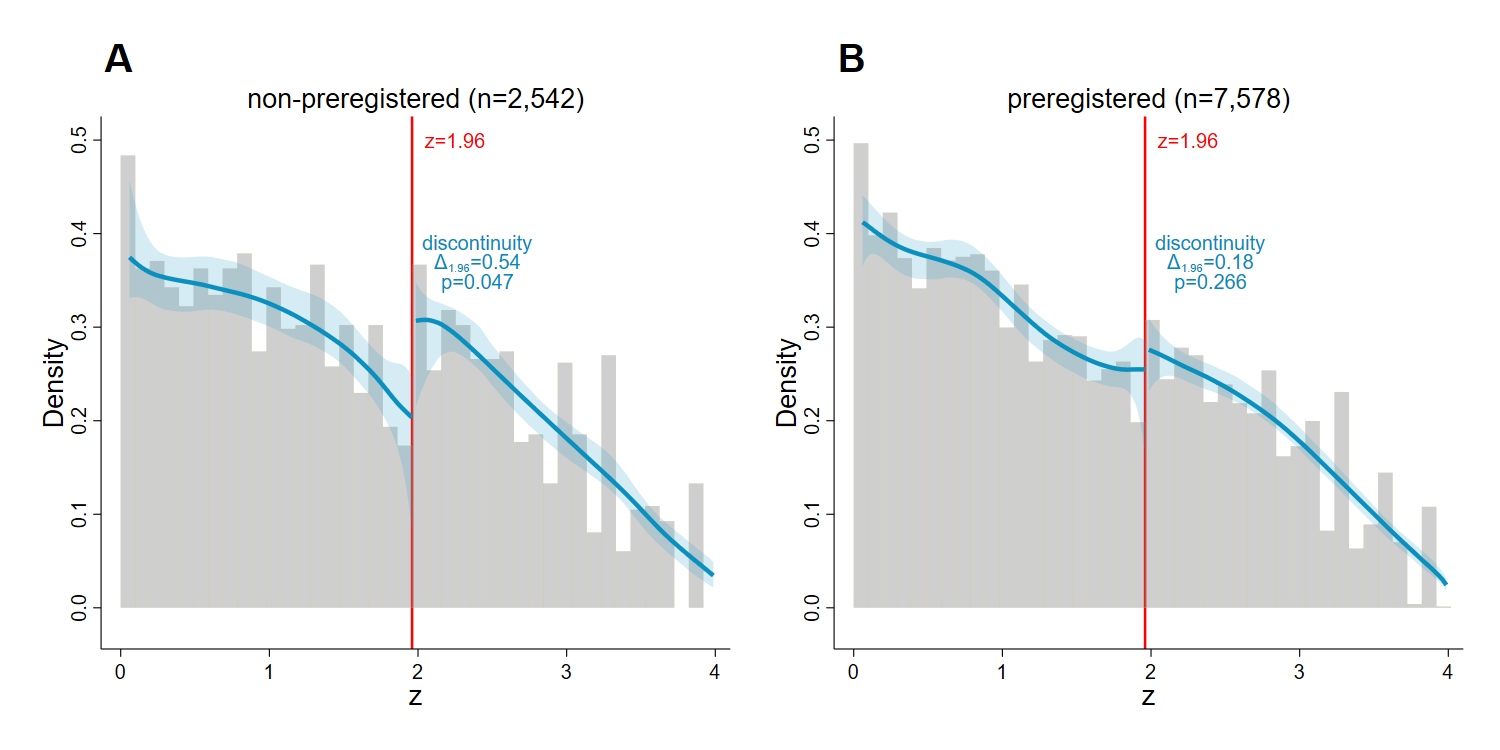 A
non-preregistered (n=2,542)
z=1.96
discontinuity
Δ1.96=0.54
p=0.047
Density
0.5
0.4
0.3
0.2
0.1
0.0
0 1 2 3 4
z
B
preregistered (n=7,578)
z=1.96
discontinuity
Δ1.96=0.18
p=0.266
Density
0.5
0.4
0.3
0.2
0.1
0.0
0 1 2 3 4
z